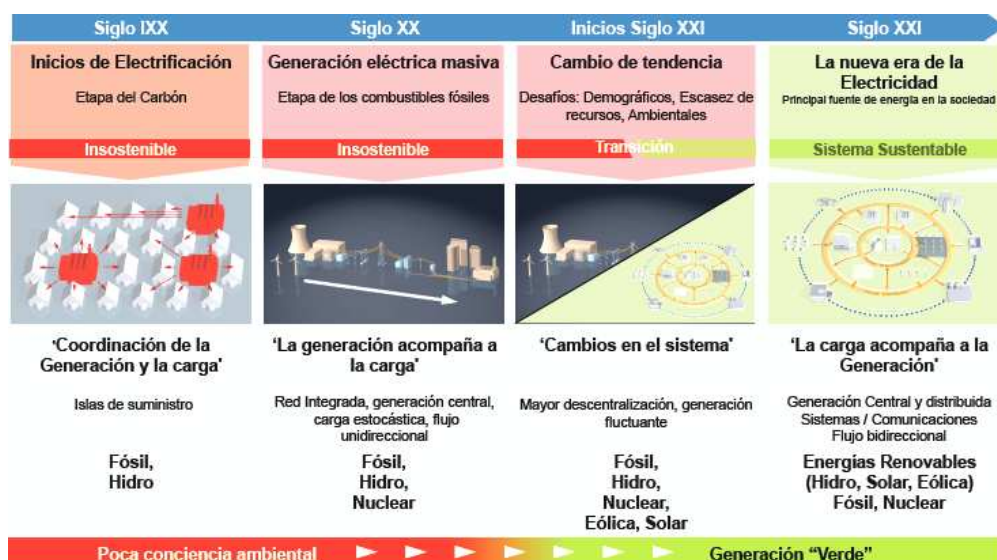 Siglo IXX
Siglo XX
Inicios Siglo XXI
Siglo XXI
Inicios de Electrificación
Etapa del Carbón
Insostenible
Generación eléctrica masiva
Etapa de los combustibles fósiles
Insostenible
Cambio de tendencia
Desafíos: Demográficos, Escasez de
recursos, Ambientales
Transición
La nueva era de la
Electricidad
Principal fuente de energía en la sociedad
Sistema Sustentable
'Coordinación de la
Generación y la carga'
Islas de suministro
Fósil,
Hidro
'La generación acompaña a
la carga'
Red Integrada, generación central,
carga estocástica, flujo
unidireccional
Fósil,
Hidro,
Nuclear
'Cambios en el sistema'
Mayor descentralización, generación
fluctuante
Fósil,
Hidro,
Nuclear,
Eólica, Solar
'La carga acompaña a la
Generación'
Generación Central y distribuida
Sistemas / Comunicaciones
Flujo bidireccional
Energías Renovables
(Hidro, Solar, Eólica)
Fósil, Nuclear
Poca conciencia ambiental
Generación "Verde"